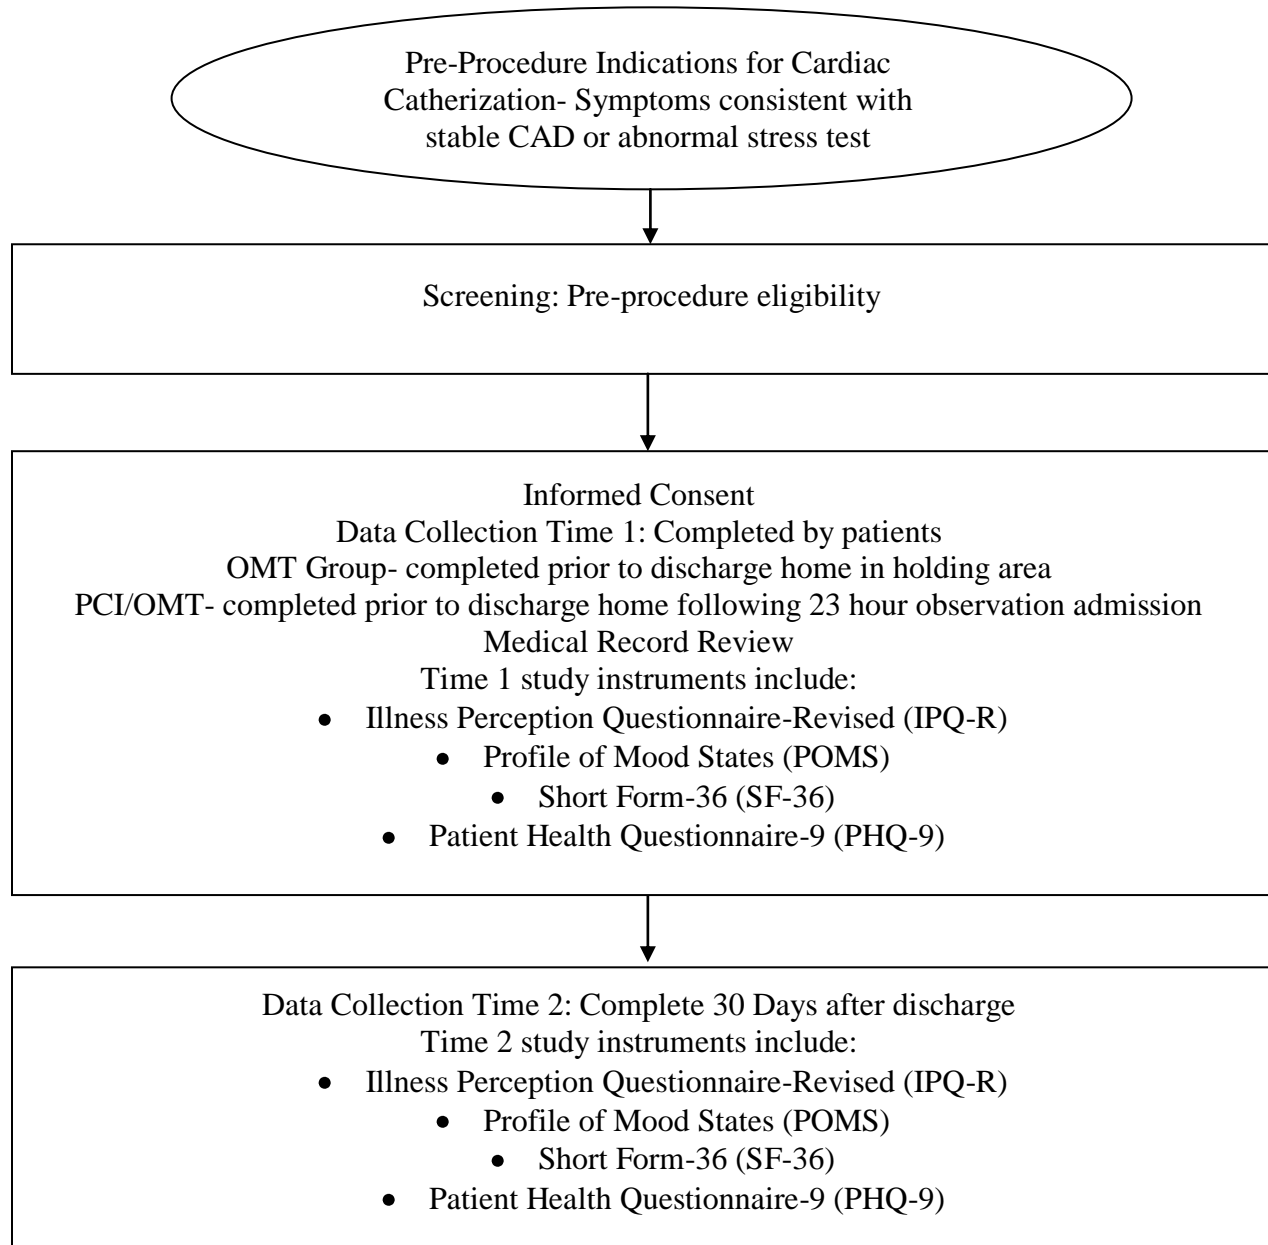 Pre-Procedure Indications for Cardiac
Catherization- Symptoms consistent with
stable CAD or abnormal stress test
Screening: Pre-procedure eligibility
Informed Consent
Data Collection Time 1: Completed by patients
OMT Group- completed prior to discharge home in holding area
PCI/OMT- completed prior to discharge home following 23 hour observation admission
Medical Record Review
Time 1 study instruments include:
• Illness Perception Questionnaire-Revised (IPQ-R)
• Profile of Mood States (POMS)
• Short Form-36 (SF-36)
• Patient Health Questionnaire-9 (PHQ-9)
Data Collection Time 2: Complete 30 Days after discharge
Time 2 study instruments include:
• Illness Perception Questionnaire-Revised (IPQ-R)
• Profile of Mood States (POMS)
• Short Form-36 (SF-36)
• Patient Health Questionnaire-9 (PHQ-9)